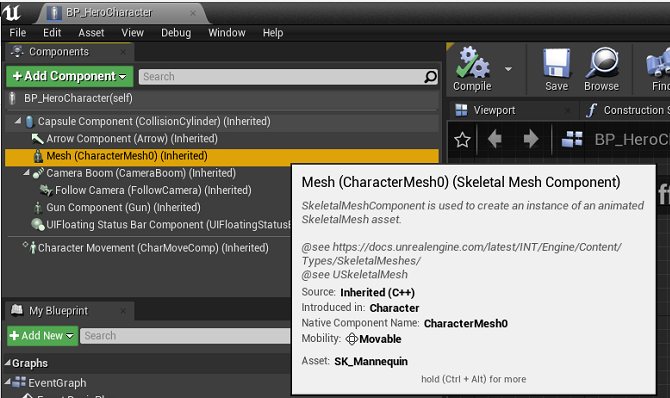 BP_HeroCharacter
File Edit Asset View Debug Window Help
Components
+ Add Component Search
BP_HeroCharacter(self)
Capsule Component (CollisionCylinder) (Inherited)
Arrow Component (Arrow) (Inherited)
Mesh (CharacterMesh0) (Inherited)
Camera Boom (CameraBoom) (Inherited)
Follow Camera (FollowCamera) (Inherited)
Gun Component (Gun) (Inherited)
UIFloating Status Bar Component (UIFloatingStatusB
Character Movement (CharMoveComp) (Inherited)
My Blueprint
+ Add New Search
Graphs
EventGraph
Compile Save Browse Find
Viewport Construction S
BP_HeroC
Mesh (CharacterMesh0) (Skeletal Mesh Component)
SkeletalMeshComponent is used to create an instance of an animated
SkeletalMesh asset.
@see https://docs.unrealengine.com/latest/INT/Engine/Content/
Types/SkeletalMeshes/
@see USkeletalMesh
Source: Inherited (C++)
Introduced in: Character
Native Component Name: CharacterMesh0
Mobility: Movable
Asset: SK_Mannequin
hold (Ctrl + Alt) for more